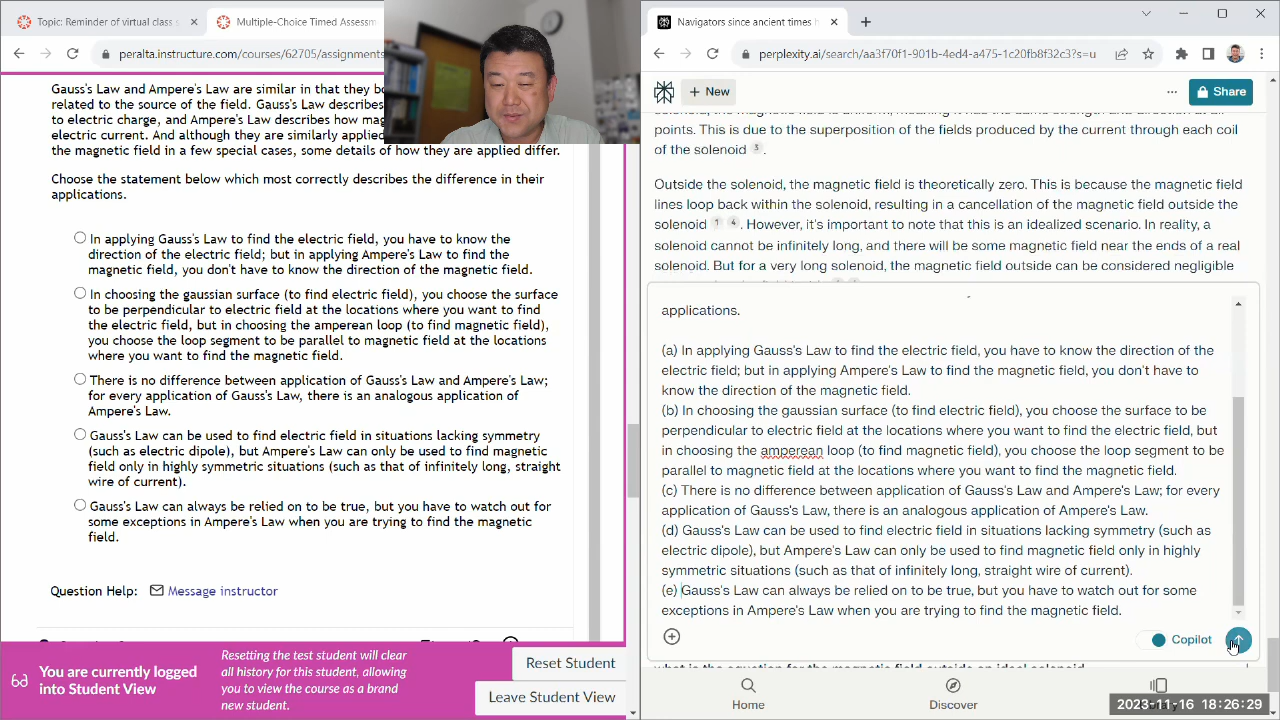 Topic: Reminder of virtual class s
Multiple-Choice Timed Assessm
peralta.instructure.com/courses/62705/assignments
Gauss's Law and Ampere's Law are similar in that they bo
related to the source of the field. Gauss's Law describes
to electric charge, and Ampere's Law describes how mag
electric current. And although they are similarly applied
the magnetic field in a few special cases, some details of how they are applied differ.
Choose the statement below which most correctly describes the difference in their
applications.
In applying Gauss's Law to find the electric field, you have to know the
direction of the electric field; but in applying Ampere's Law to find the
magnetic field, you don't have to know the direction of the magnetic field.
In choosing the gaussian surface (to find electric field), you choose the surface
to be perpendicular to electric field at the locations where you want to find
the electric field, but in choosing the amperean loop (to find magnetic field),
you choose the loop segment to be parallel to magnetic field at the locations
where you want to find the magnetic field.
There is no difference between application of Gauss's Law and Ampere's Law;
for every application of Gauss's Law, there is an analogous application of
Ampere's Law.
Gauss's Law can be used to find electric field in situations lacking symmetry
(such as electric dipole), but Ampere's Law can only be used to find magnetic
field only in highly symmetric situations (such as that of infinitely long, straight
wire of current).
Gauss's Law can always be relied on to be true, but you have to watch out for
some exceptions in Ampere's Law when you are trying to find the magnetic
field.
Question Help: Message instructor
You are currently logged
into Student View
Resetting the test student will clear
all history for this student, allowing
you to view the course as a brand
new student.
Reset Student
Leave Student View
Navigators since ancient times h
perplexity.ai/search/aa3f70f1-901b-4ed4-a475-1c20fb8f32c3?s=u
New
Share
points. This is due to the superposition of the fields produced by the current through each coil
of the solenoid 3 .
Outside the solenoid, the magnetic field is theoretically zero. This is because the magnetic field
lines loop back within the solenoid, resulting in a cancellation of the magnetic field outside the
solenoid 1 4 . However, it's important to note that this is an idealized scenario. In reality, a
solenoid cannot be infinitely long, and there will be some magnetic field near the ends of a real
solenoid. But for a very long solenoid, the magnetic field outside can be considered negligible
applications.
(a) In applying Gauss's Law to find the electric field, you have to know the direction of the
electric field; but in applying Ampere's Law to find the magnetic field, you don't have to
know the direction of the magnetic field.
(b) In choosing the gaussian surface (to find electric field), you choose the surface to be
perpendicular to electric field at the locations where you want to find the electric field, but
in choosing the amperean loop (to find magnetic field), you choose the loop segment to be
parallel to magnetic field at the locations where you want to find the magnetic field.
(c) There is no difference between application of Gauss's Law and Ampere's Law; for every
application of Gauss's Law, there is an analogous application of Ampere's Law.
(d) Gauss's Law can be used to find electric field in situations lacking symmetry (such as
electric dipole), but Ampere's Law can only be used to find magnetic field only in highly
symmetric situations (such as that of infinitely long, straight wire of current).
(e) Gauss's Law can always be relied on to be true, but you have to watch out for some
exceptions in Ampere's Law when you are trying to find the magnetic field.
Copilot
what is the equation for the magnetic field outside an ideal solenoid
Home
Discover
2023-11-16 18:26:29